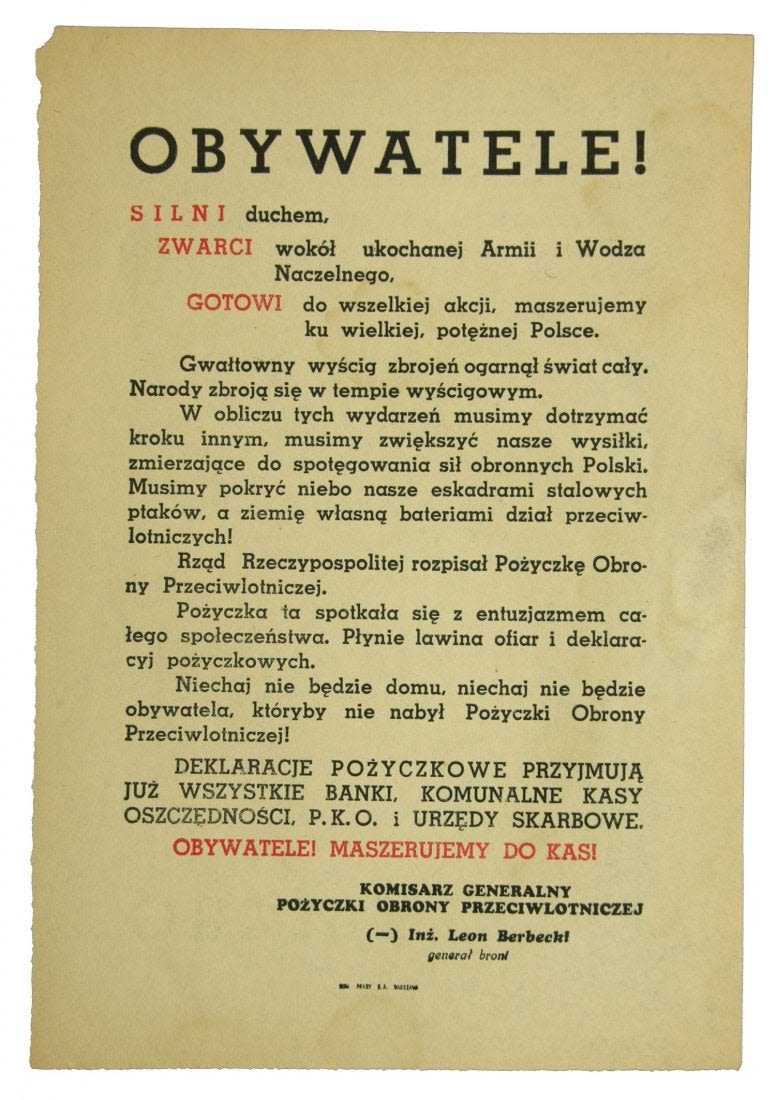 OBYWATELE!
SILNI duchem,
ZWARCI wokół ukochanej Armii i Wodza
Naczelnego,
GOTOWI do wszelkiej akcji, maszerujemy
ku wielkiej, potężnej Polsce.
Gwałtowny wyścig zbrojeń ogarnął świat cały.
Narody zbroją się w tempie wyścigowym.
W obliczu tych wydarzeń musimy dotrzymać
kroku innym, musimy zwiększyć nasze wysiłki,
zmierzające do spotęgowania sił obronnych Polski.
Musimy pokryć niebo nasze eskadrami stalowych
ptaków, a ziemię własną bateriami dział przeciw-
lotniczych!
Rząd Rzeczypospolitej rozpisał Pożyczkę Obro-
ny Przeciwlotniczej.
Pożyczka ta spotkała się z entuzjazmem ca-
łego społeczeństwa. Płynie lawina ofiar i deklara-
cyj pożyczkowych.
Niechaj nie będzie domu, niechaj nie będzie
obywatela, któryby nie nabył Pożyczki Obrony
Przeciwlotniczej!
DEKLARACJE POŻYCZKOWE PRZYJMUJĄ
JUŻ WSZYSTKIE BANKI, KOMUNALNE KASY
OSZCZĘDNOŚCI, P.K.O. i URZĘDY SKARBOWE.
OBYWATELE! MASZERUJEMY DO KAS!
KOMISARZ GENERALNY
POŻYCZKI OBRONY PRZECIWLOTNICZEJ
(—) Inż. Leon Berbecki
generał broni
DOM PRASY S.A. WARSZAWA